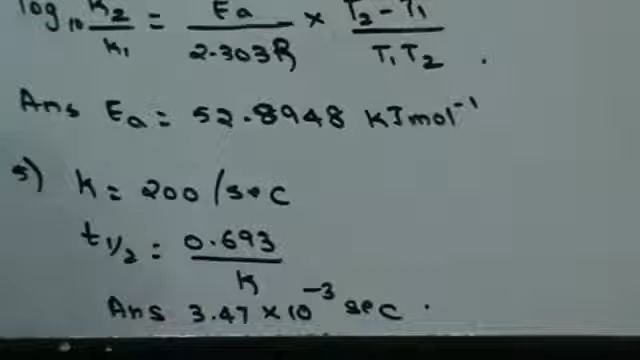 log₁₀ K₂/K₁ = Ea/2.303R × T₂-T₁/T₁T₂ .
Ans Ea = 52.8948 KJmol⁻¹
5) K = 200 /sec
t1/2 = 0.693/K
Ans 3.47 × 10⁻³ sec .